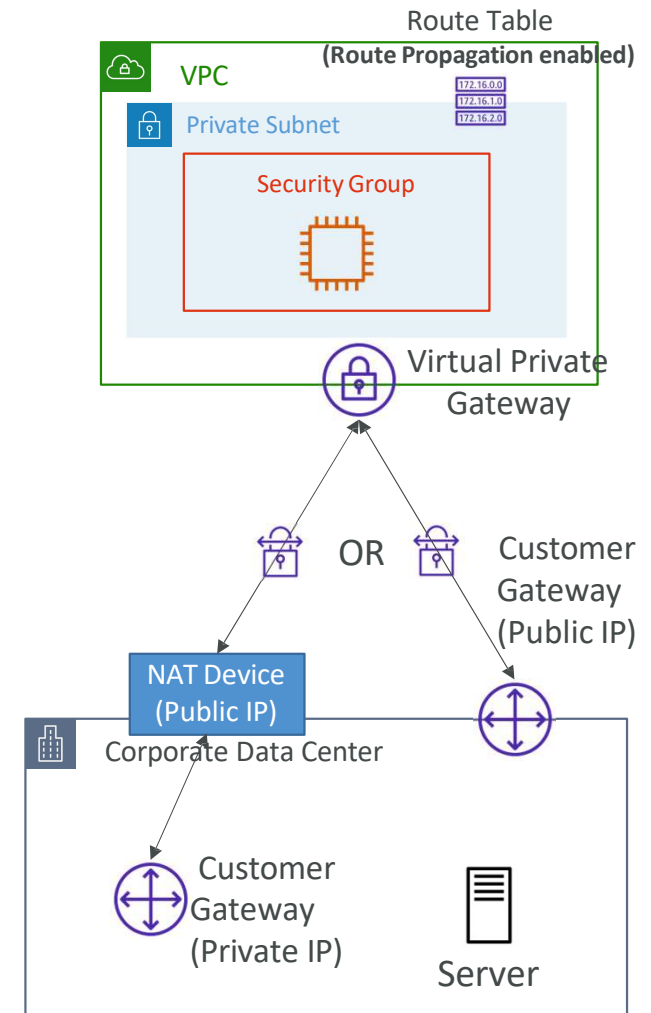 Route Table
(Route Propagation enabled)
VPC
172.16.0.0
172.16.1.0
172.16.2.0
Private Subnet
Security Group
Virtual Private
Gateway
OR
Customer
Gateway
(Public IP)
NAT Device
(Public IP)
Corporate Data Center
Customer
Gateway
(Private IP)
Server